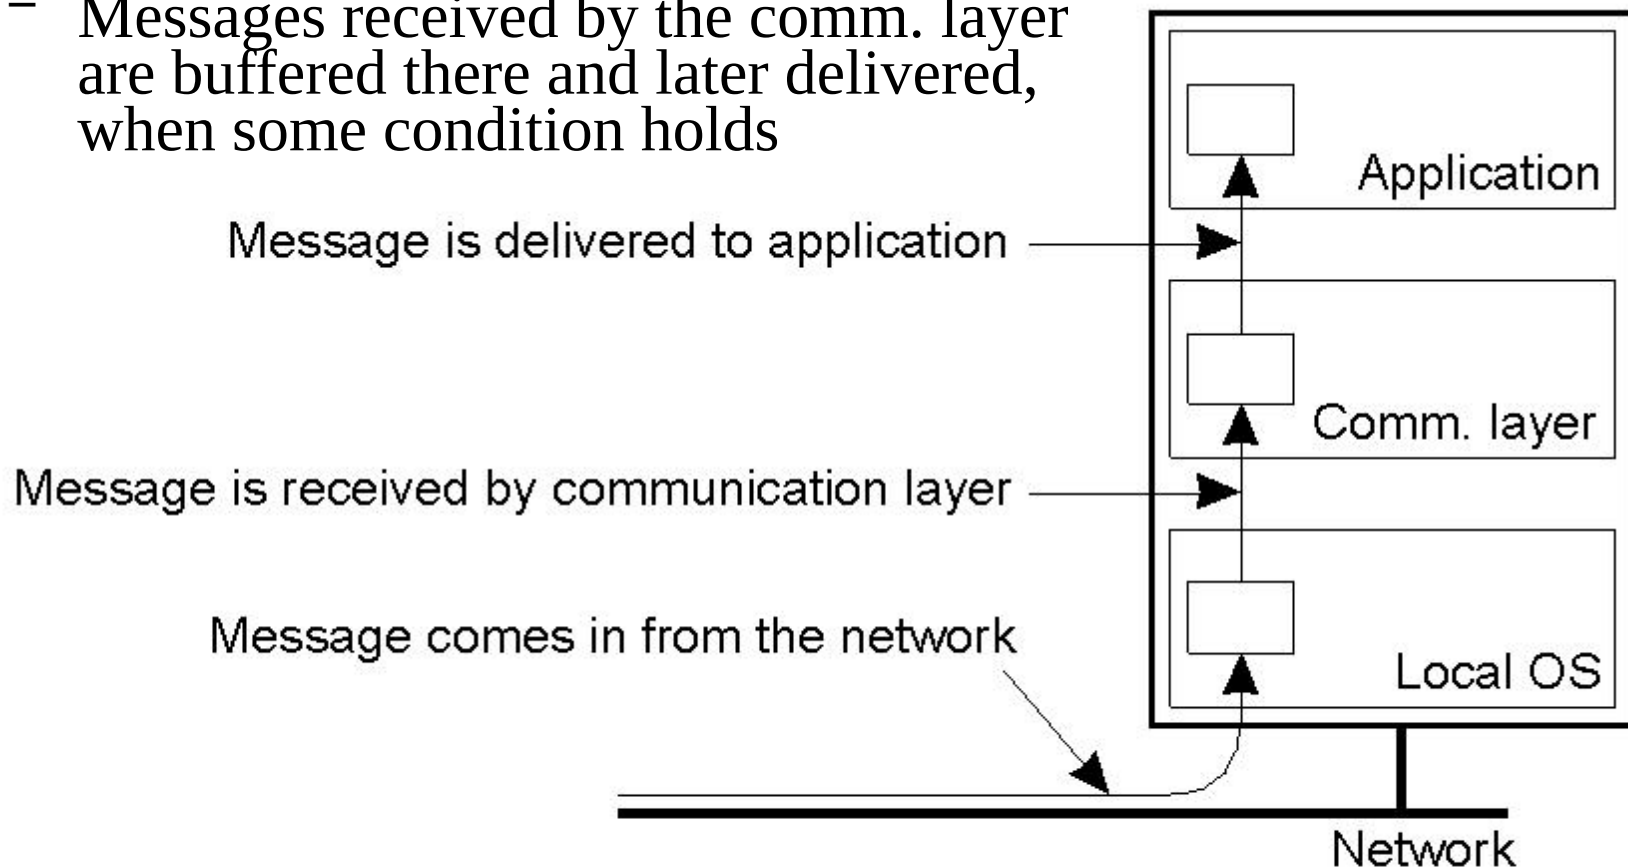 – Messages received by the comm. layer
are buffered there and later delivered,
when some condition holds
Application
Message is delivered to application
Comm. layer
Message is received by communication layer
Message comes in from the network
Local OS
Network